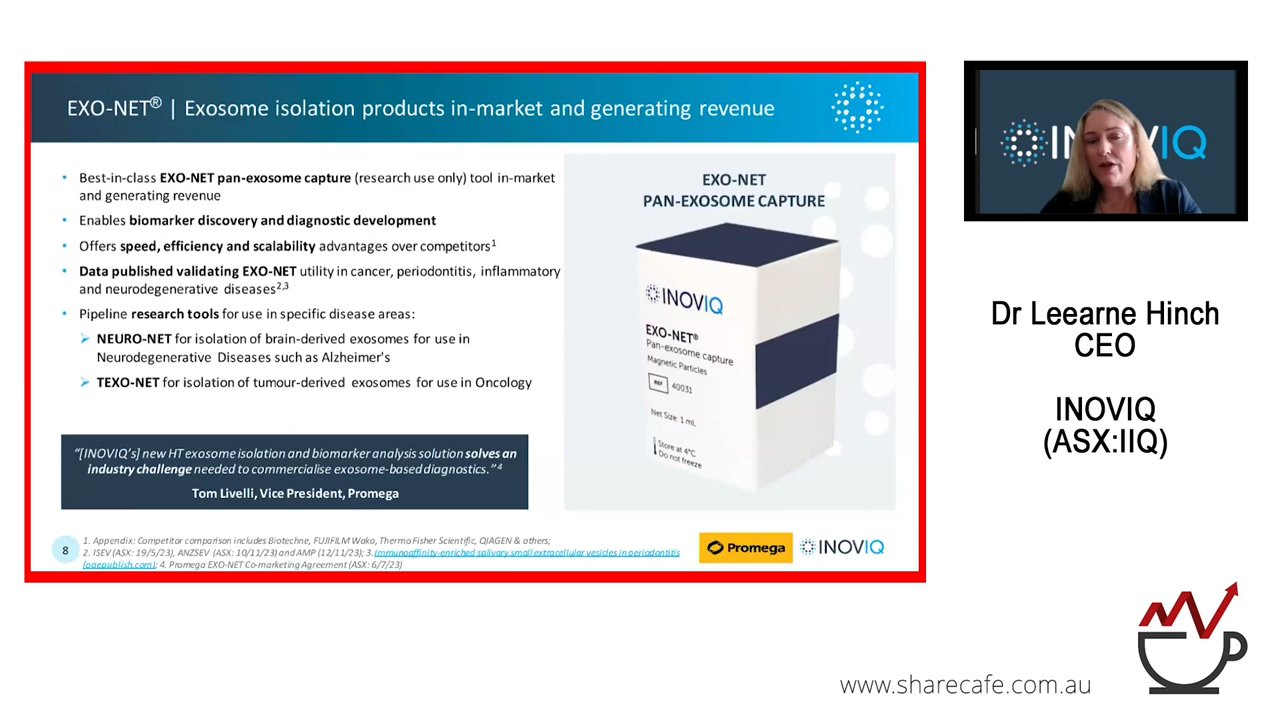 EXO-NET® | Exosome isolation products in-market and generating revenue
• Best-in-class EXO-NET pan-exosome capture (research use only) tool in-market
and generating revenue
• Enables biomarker discovery and diagnostic development
• Offers speed, efficiency and scalability advantages over competitors1
• Data published validating EXO-NET utility in cancer, periodontitis, inflammatory
and neurodegenerative diseases2,3
• Pipeline research tools for use in specific disease areas:
➢ NEURO-NET for isolation of brain-derived exosomes for use in
Neurodegenerative Diseases such as Alzheimer's
➢ TEXO-NET for isolation of tumour-derived exosomes for use in Oncology
"[INOVIQ's] new HT exosome isolation and biomarker analysis solution solves an
industry challenge needed to commercialise exosome-based diagnostics." 4
Tom Livelli, Vice President, Promega
EXO-NET
PAN-EXOSOME CAPTURE
INOVIQ
EXO-NET®
Pan-exosome capture
Magnetic Particles
REF 40031
Net Size: 1 mL
Store at 4°C
Do not freeze
8
1. Appendix: Competitor comparison includes Biotechne, FUJIFILM Wako, Thermo Fisher Scientific, QIAGEN & others;
2. ISEV (ASX: 19/5/23), ANZSEV (ASX: 10/11/23) and AMP (12/11/23); 3. Immunoaffinity-enriched salivary small extracellular vesicles in periodontitis
(oaepublish.com); 4. Promega EXO-NET Co-marketing Agreement (ASX: 6/7/23)
Promega
INOVIQ
Dr Leearne Hinch
CEO
INOVIQ
(ASX:IIQ)
www.sharecafe.com.au